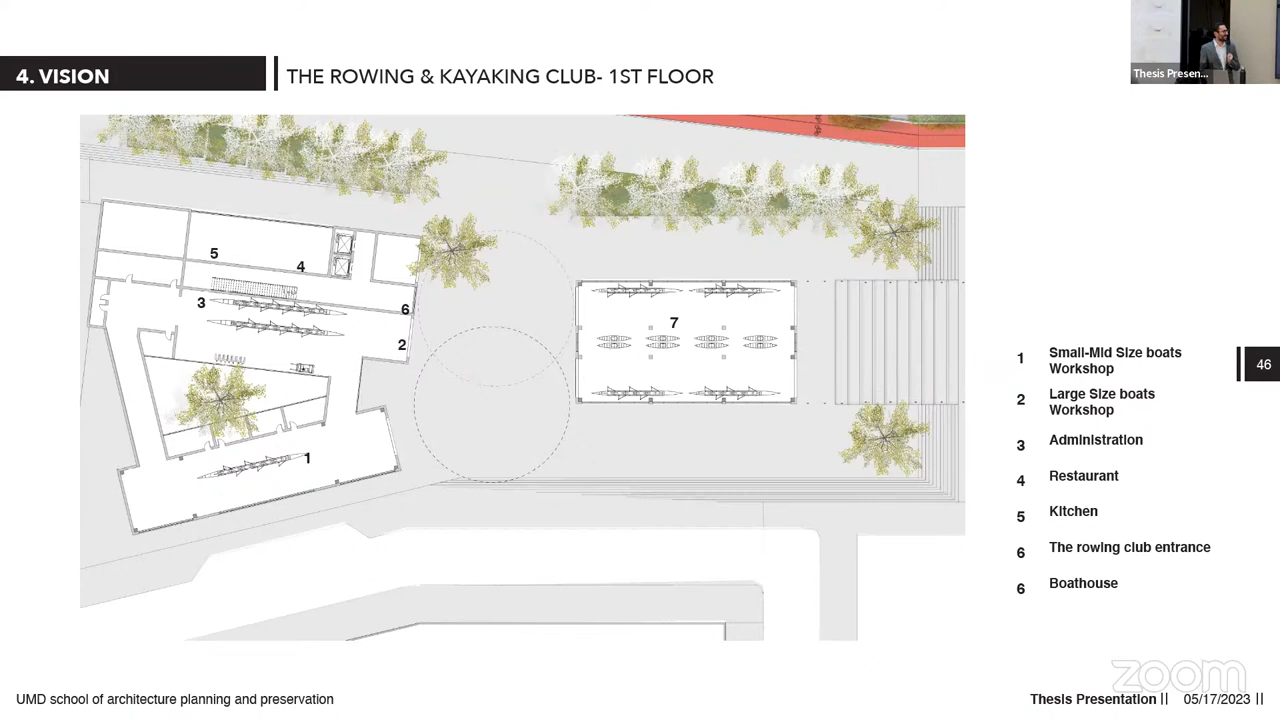 Thesis Presen...
4. VISION
THE ROWING & KAYAKING CLUB- 1ST FLOOR
5
4
3
6
2
7
1
1 Small-Mid Size boats
Workshop
46
2 Large Size boats
Workshop
3 Administration
4 Restaurant
5 Kitchen
6 The rowing club entrance
6 Boathouse
zoom
UMD school of architecture planning and preservation
Thesis Presentation || 05/17/2023 ||